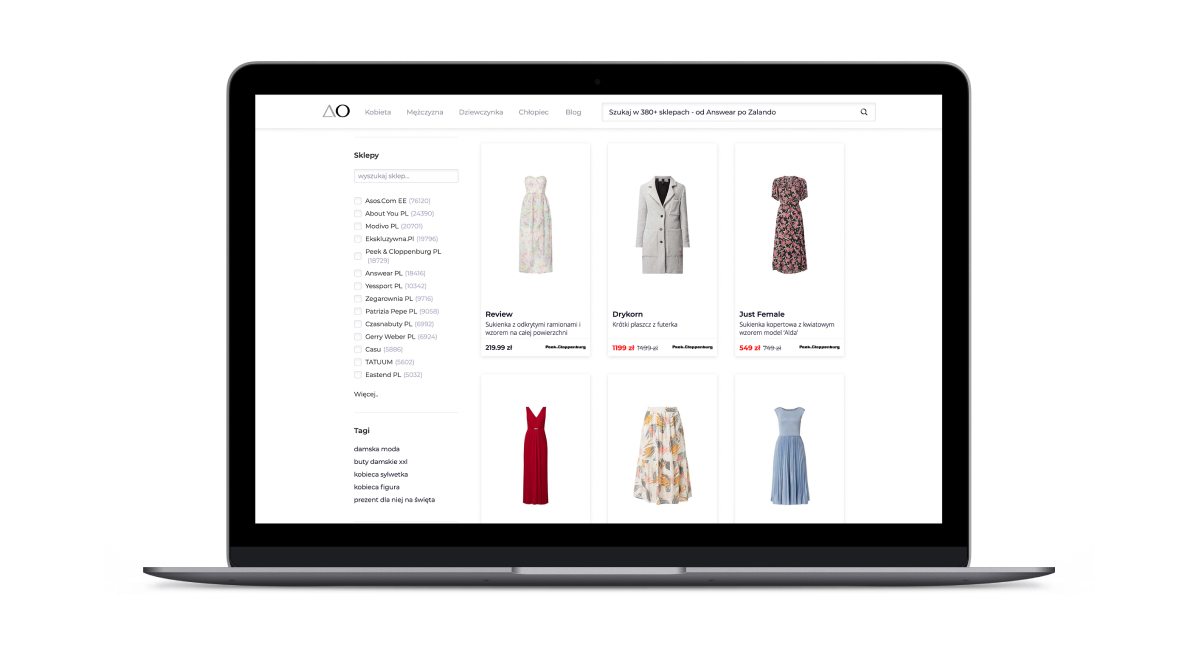 ΔO
Kobieta Mężczyzna Dziewczynka Chłopiec Blog
Szukaj w 380+ sklepach - od Answear po Zalando
Sklepy
wyszukaj sklep...
Asos.Com EE (76120)
About You PL (24390)
Modivo PL (20701)
Ekskluzywna.Pl (19796)
Peek & Cloppenburg PL
(18729)
Answear PL (18416)
Yessport PL (10342)
Zegarownia PL (9716)
Patrizia Pepe PL (9058)
Czasnabuty PL (6992)
Gerry Weber PL (6924)
Casu (5886)
TATUUM (5602)
Eastend PL (5032)
Więcej..
Tagi
damska moda
buty damskie xxl
kobieca sylwetka
kobieca figura
prezent dla niej na święta
Review
Sukienka z odkrytymi ramionami i
wzorem na całej powierzchni
219.99 zł Peek&Cloppenburg
Drykorn
Krótki płaszcz z futerka
1199 zł 1499 zł Peek&Cloppenburg
Just Female
Sukienka kopertowa z kwiatowym
wzorem model 'Alda'
549 zł 749 zł Peek&Cloppenburg